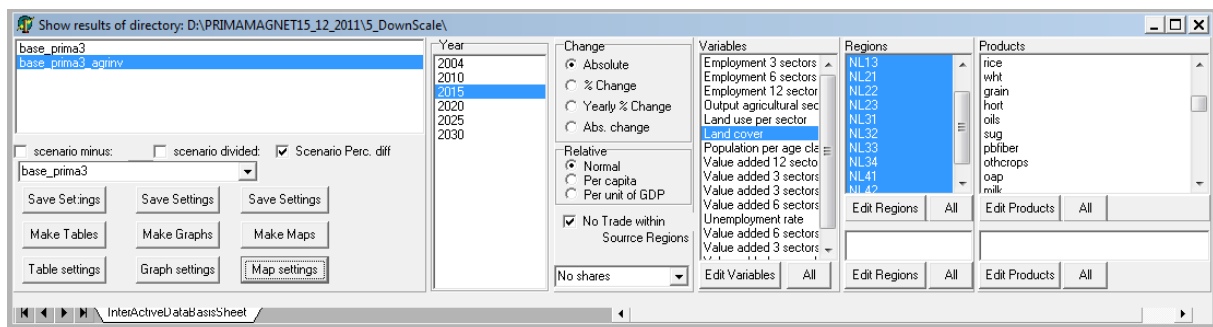 Show results of directory: D:\PRIMAMAGNET15_12_2011\5_DownScale\
base_prima3
base_prima3_agrinv
scenario minus:
scenario divided:
Scenario Perc. diff
base_prima3
Save Settings
Save Settings
Save Settings
Make Tables
Make Graphs
Make Maps
Table settings
Graph settings
Map settings
Year
2004
2010
2015
2020
2025
2030
Change
Absolute
% Change
Yearly % Change
Abs. change
Relative
Normal
Per capita
Per unit of GDP
No Trade within
Sourrce Regions
No shares
Variables
Employment 3 sectors
Employment 6 sectors
Employment 12 sector
Output agricultural sec
Land use per sector
Land cover
Population per age cla
Value added 12 secto
Value added 3 sectors
Value added 3 sectors
Value added 6 sectors
Unemployment rate
Value added 6 sectors
Value added 3 sectors
Edit Variables
All
Regions
NL13
NL21
NL22
NL23
NL31
NL32
NL33
NL34
NL41
NL42
Edit Regions
All
Edit Regions
All
Products
rice
wht
grain
hort
oils
sug
pbfiber
othcrops
oap
milk
Edit Products
All
Edit Products
All
InterActiveDataBasisSheet